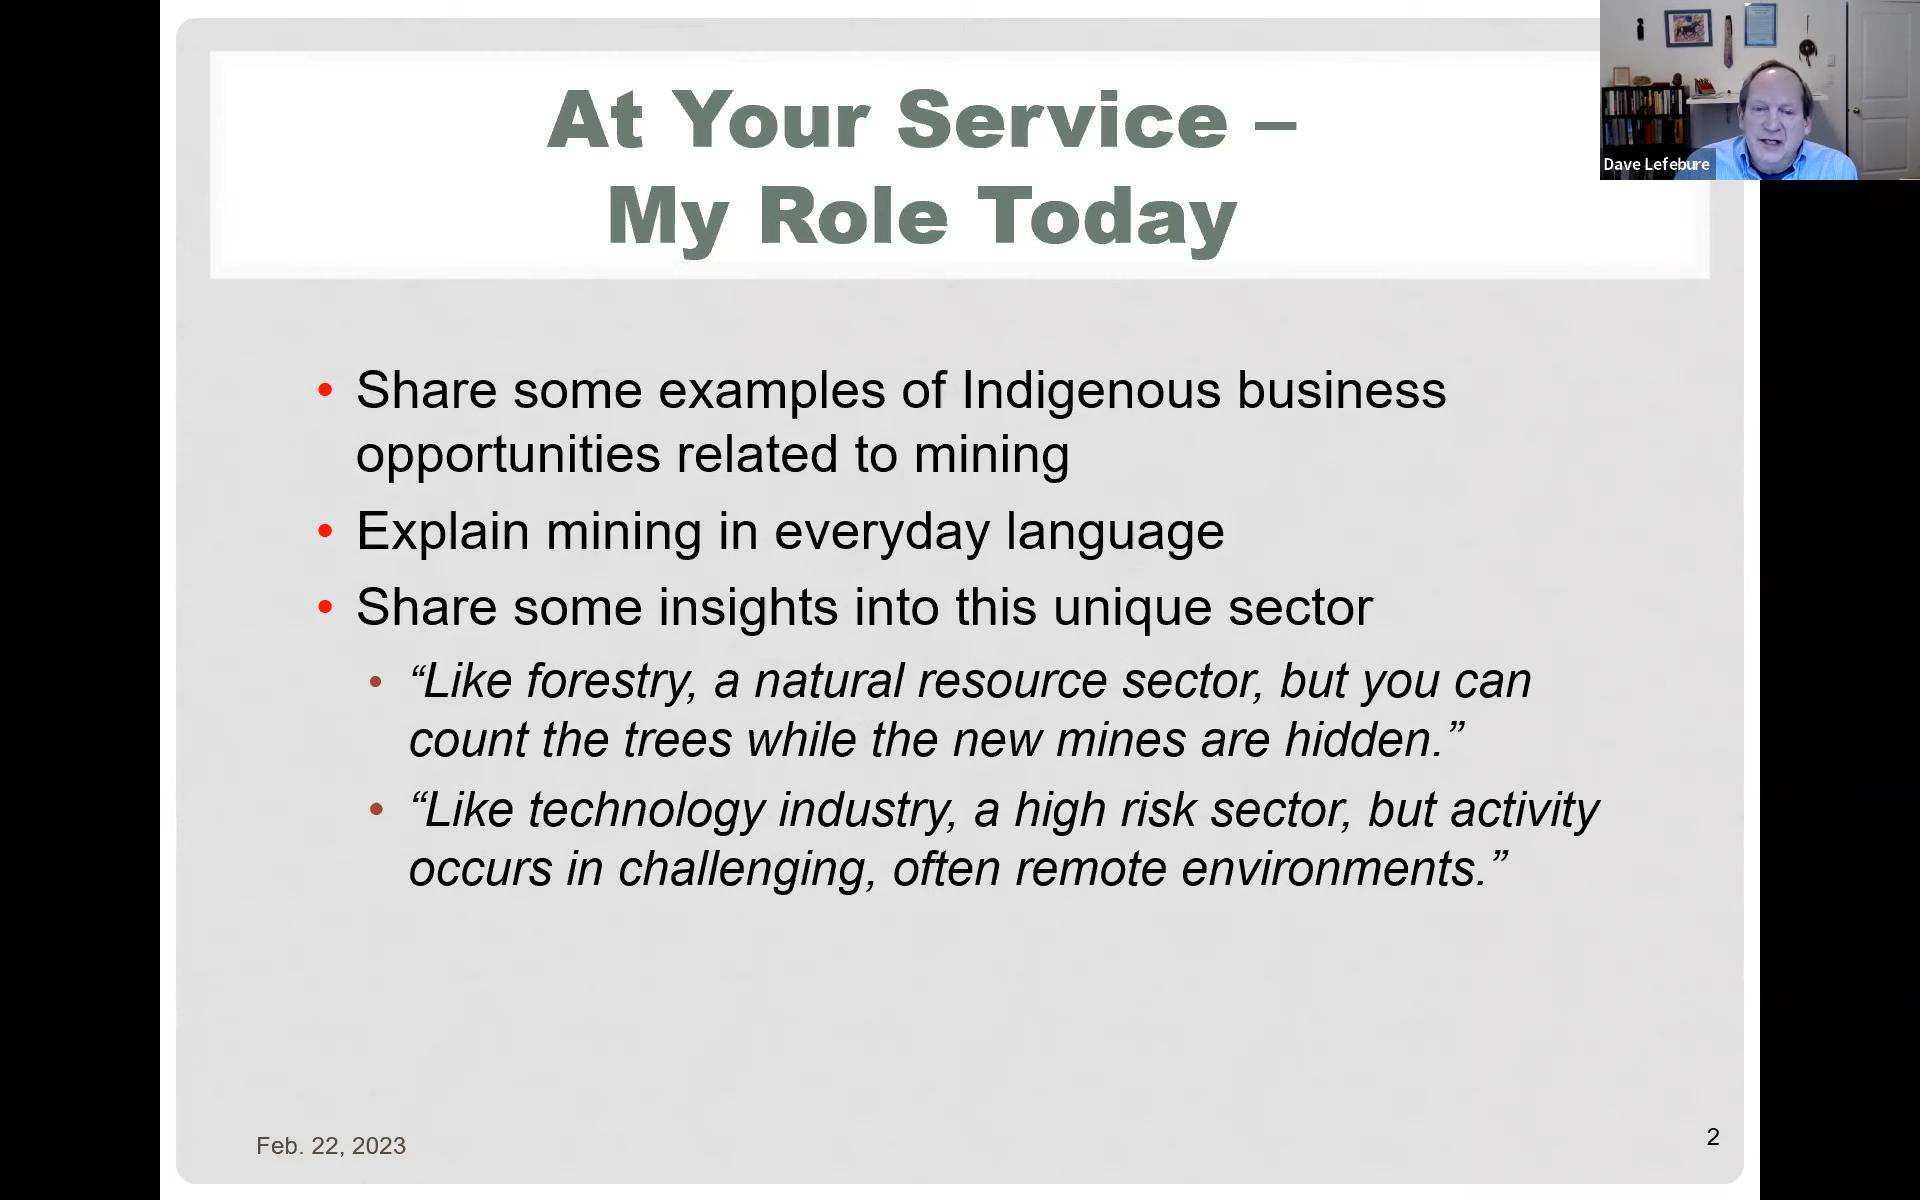 At Your Service –
My Role Today
Dave Lefebure
• Share some examples of Indigenous business
opportunities related to mining
• Explain mining in everyday language
• Share some insights into this unique sector
• “Like forestry, a natural resource sector, but you can
count the trees while the new mines are hidden.”
• “Like technology industry, a high risk sector, but activity
occurs in challenging, often remote environments.”
Feb. 22, 2023
2